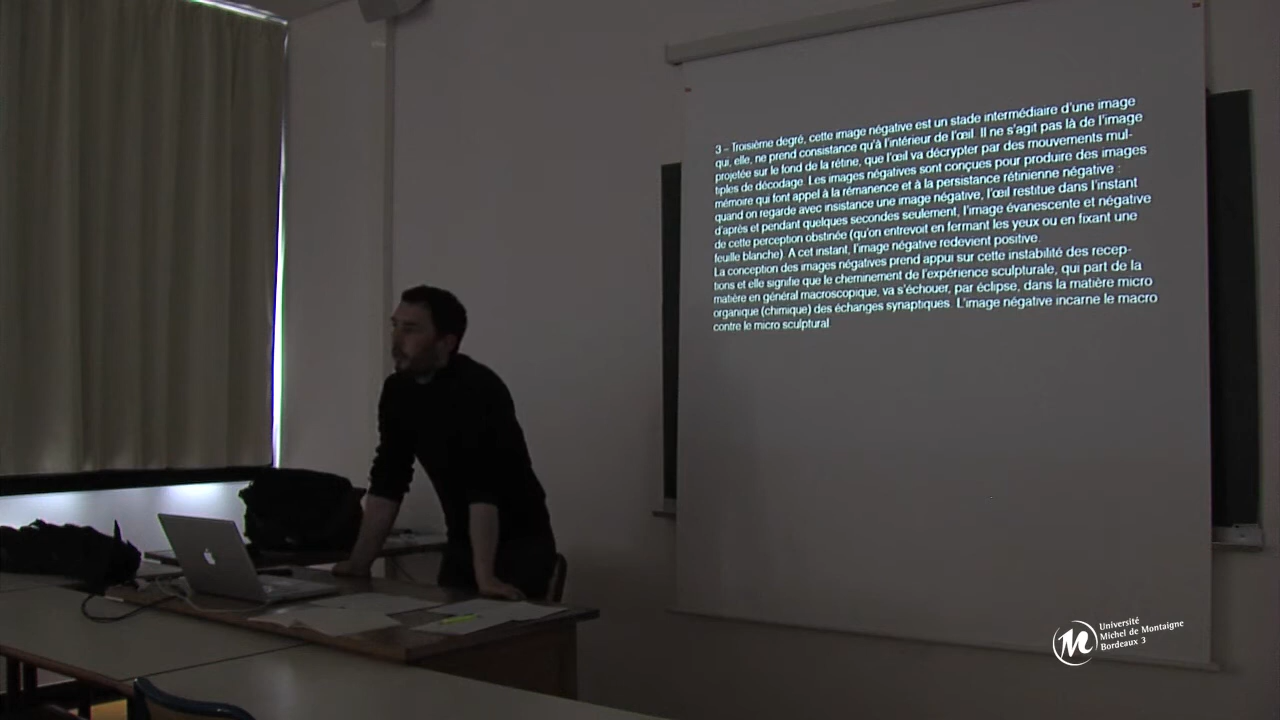 3 – Troisième degré, cette image négative est un stade intermédiaire d'une image
qui, elle, ne prend consistance qu'à l'intérieur de l'œil. Il ne s'agit pas là de l'image
projetée sur le fond de la rétine, que l'œil va décrypter par des mouvements mul-
tiples de décodage. Les images négatives sont conçues pour produire des images
mémoire qui font appel à la rémanence et à la persistance rétinienne négative :
quand on regarde avec insistance une image négative, l'œil restitue dans l'instant
d'après et pendant quelques secondes seulement, l'image évanescente et négative
de cette perception obstinée (qu'on entrevoit en fermant les yeux ou en fixant une
feuille blanche). A cet instant, l'image négative redevient positive.
La conception des images négatives prend appui sur cette instabilité des recep-
tions et elle signifie que le cheminement de l'expérience sculpturale, qui part de la
matière en général macroscopique, va s'échouer, par éclipse, dans la matière micro
organique (chimique) des échanges synaptiques. L'image négative incarne le macro
contre le micro sculptural.
M
Université
Michel de Montaigne
Bordeaux 3